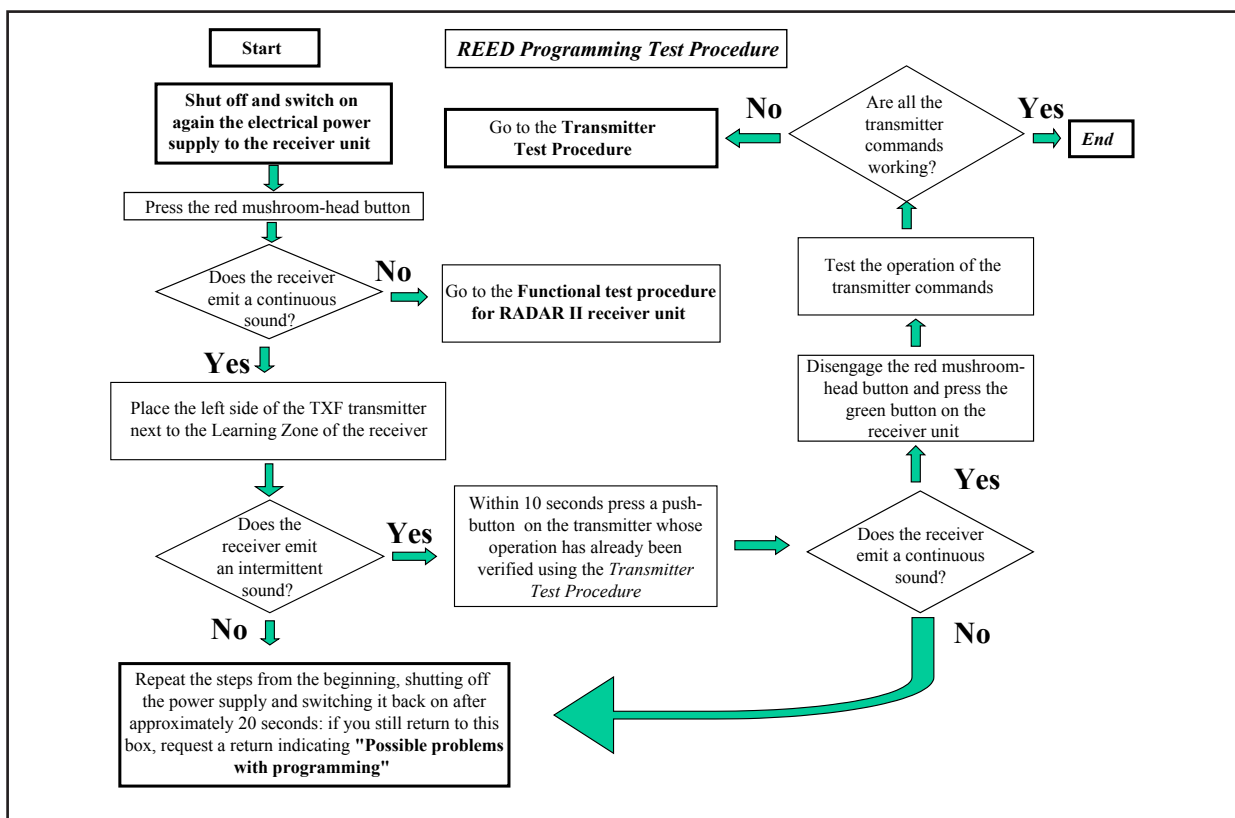 Start
REED Programming Test Procedure
Shut off and switch on
again the electrical power
supply to the receiver unit
Press the red mushroom-head button
Does the receiver
emit a continuous
sound?
No
Go to the Functional test procedure
for RADAR II receiver unit
Yes
Place the left side of the TXF transmitter
next to the Learning Zone of the receiver
Does the
receiver emit
an intermittent
sound?
Yes
Within 10 seconds press a push-
button on the transmitter whose
operation has already been
verified using the Transmitter
Test Procedure
No
Repeat the steps from the beginning, shutting off
the power supply and switching it back on after
approximately 20 seconds: if you still return to this
box, request a return indicating "Possible problems
with programming"
Does the receiver
emit a continuous
sound?
No
Yes
Disengage the red mushroom-
head button and press the
green button on the
receiver unit
Test the operation of the
transmitter commands
Are all the
transmitter
commands
working?
No
Go to the Transmitter
Test Procedure
Yes
End